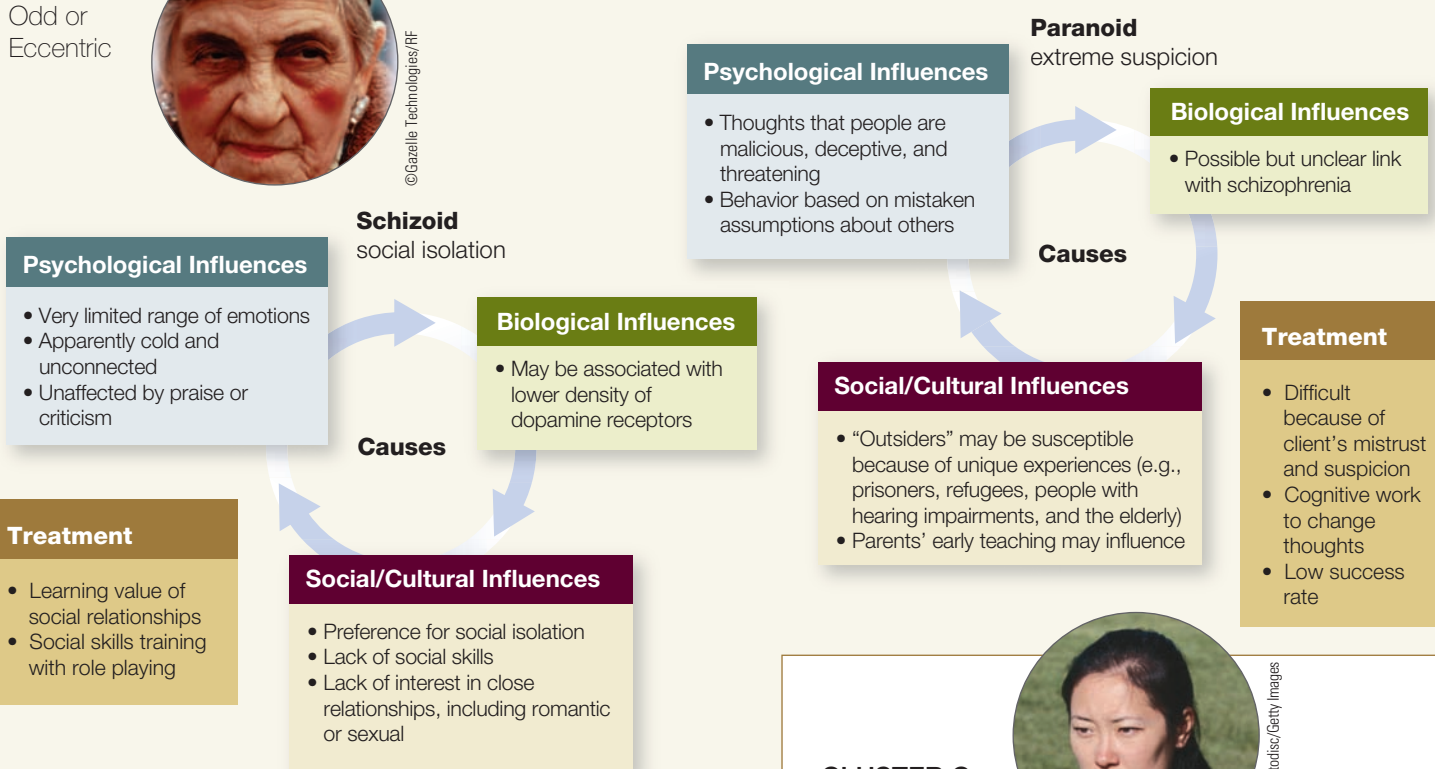 Odd or
Eccentric
©Gazelle Technologies/RF
Schizoid
social isolation
Psychological Influences
• Very limited range of emotions
• Apparently cold and
unconnected
• Unaffected by praise or
criticism
Biological Influences
• May be associated with
lower density of
dopamine receptors
Causes
Treatment
• Learning value of
social relationships
• Social skills training
with role playing
Social/Cultural Influences
• Preference for social isolation
• Lack of social skills
• Lack of interest in close
relationships, including romantic
or sexual
Paranoid
extreme suspicion
Psychological Influences
• Thoughts that people are
malicious, deceptive, and
threatening
• Behavior based on mistaken
assumptions about others
Biological Influences
• Possible but unclear link
with schizophrenia
Causes
Social/Cultural Influences
• “Outsiders” may be susceptible
because of unique experiences (e.g.,
prisoners, refugees, people with
hearing impairments, and the elderly)
• Parents’ early teaching may influence
Treatment
• Difficult
because of
client’s mistrust
and suspicion
• Cognitive work
to change
thoughts
• Low success
rate
todisc/Getty Images